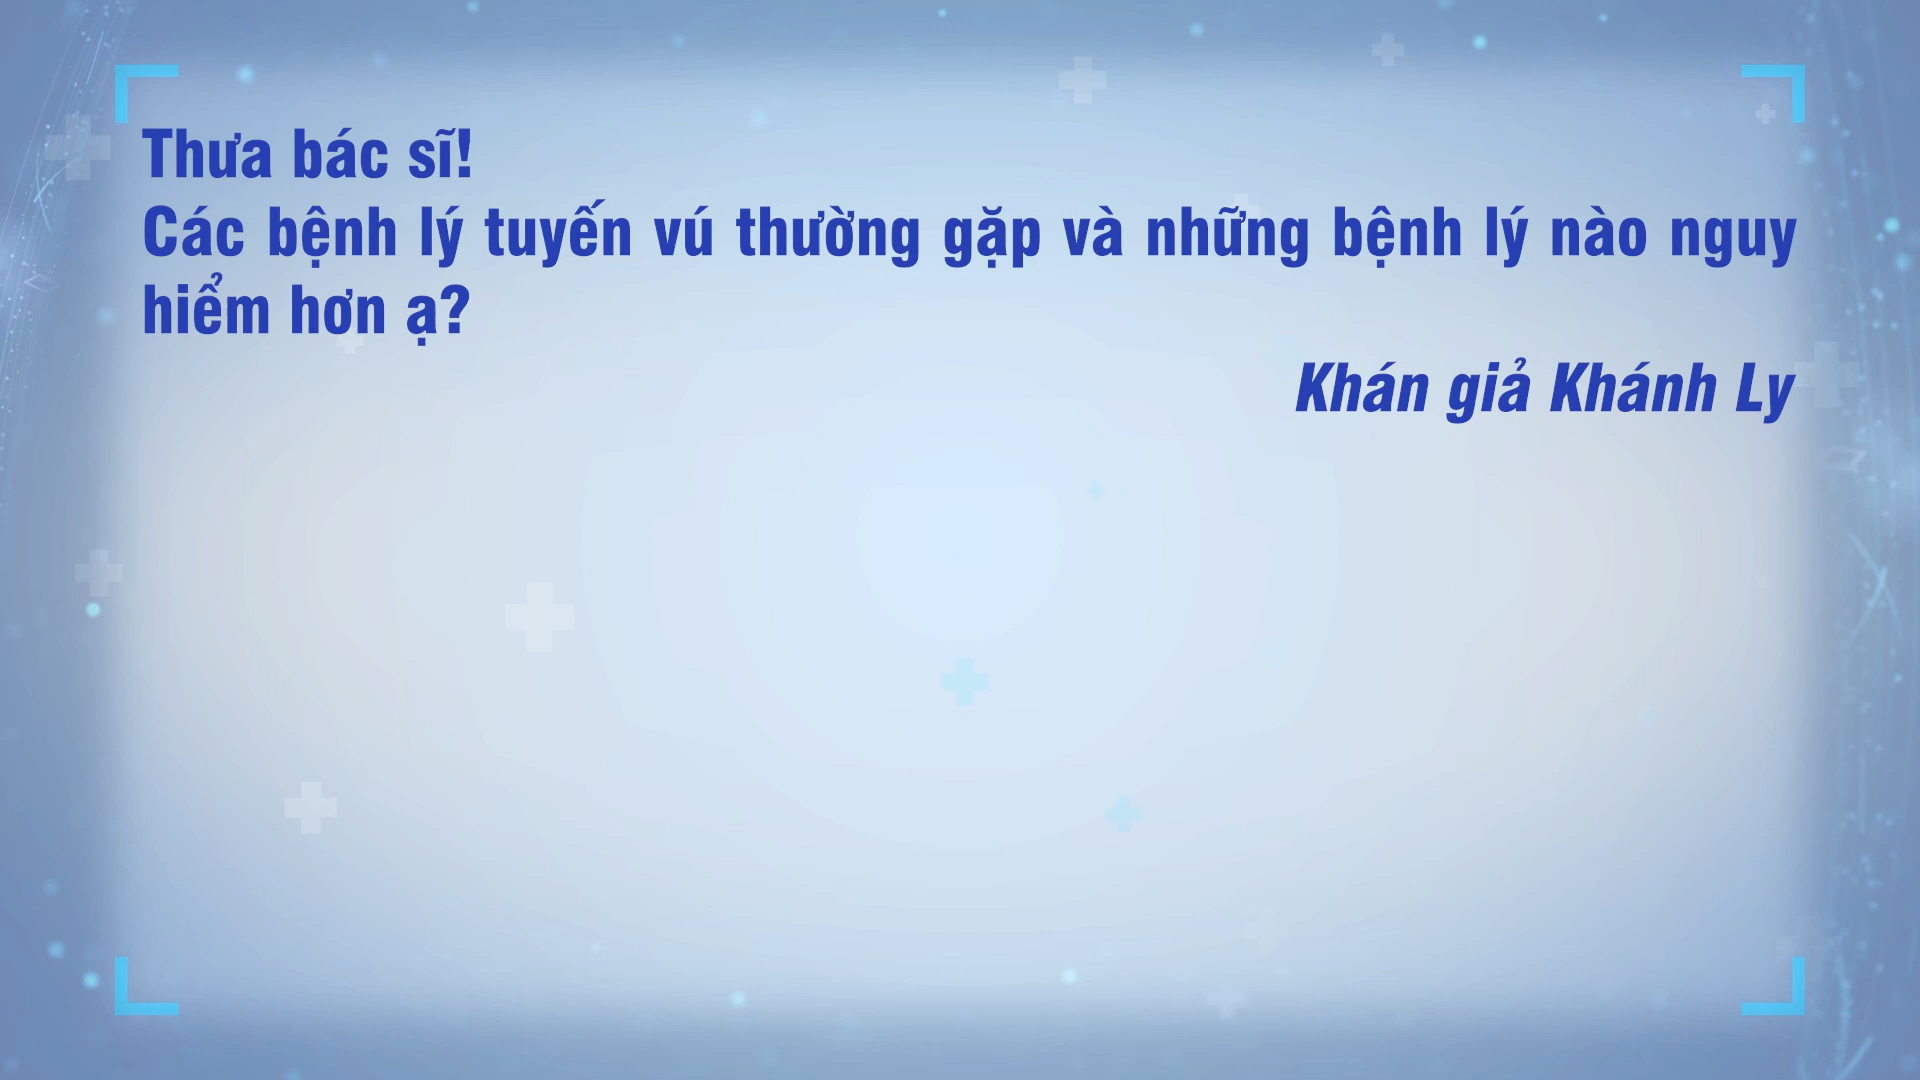 Thưa bác sĩ!
Các bệnh lý tuyến vú thường gặp và những bệnh lý nào nguy
hiểm hơn ạ?
Khán giả Khánh Ly